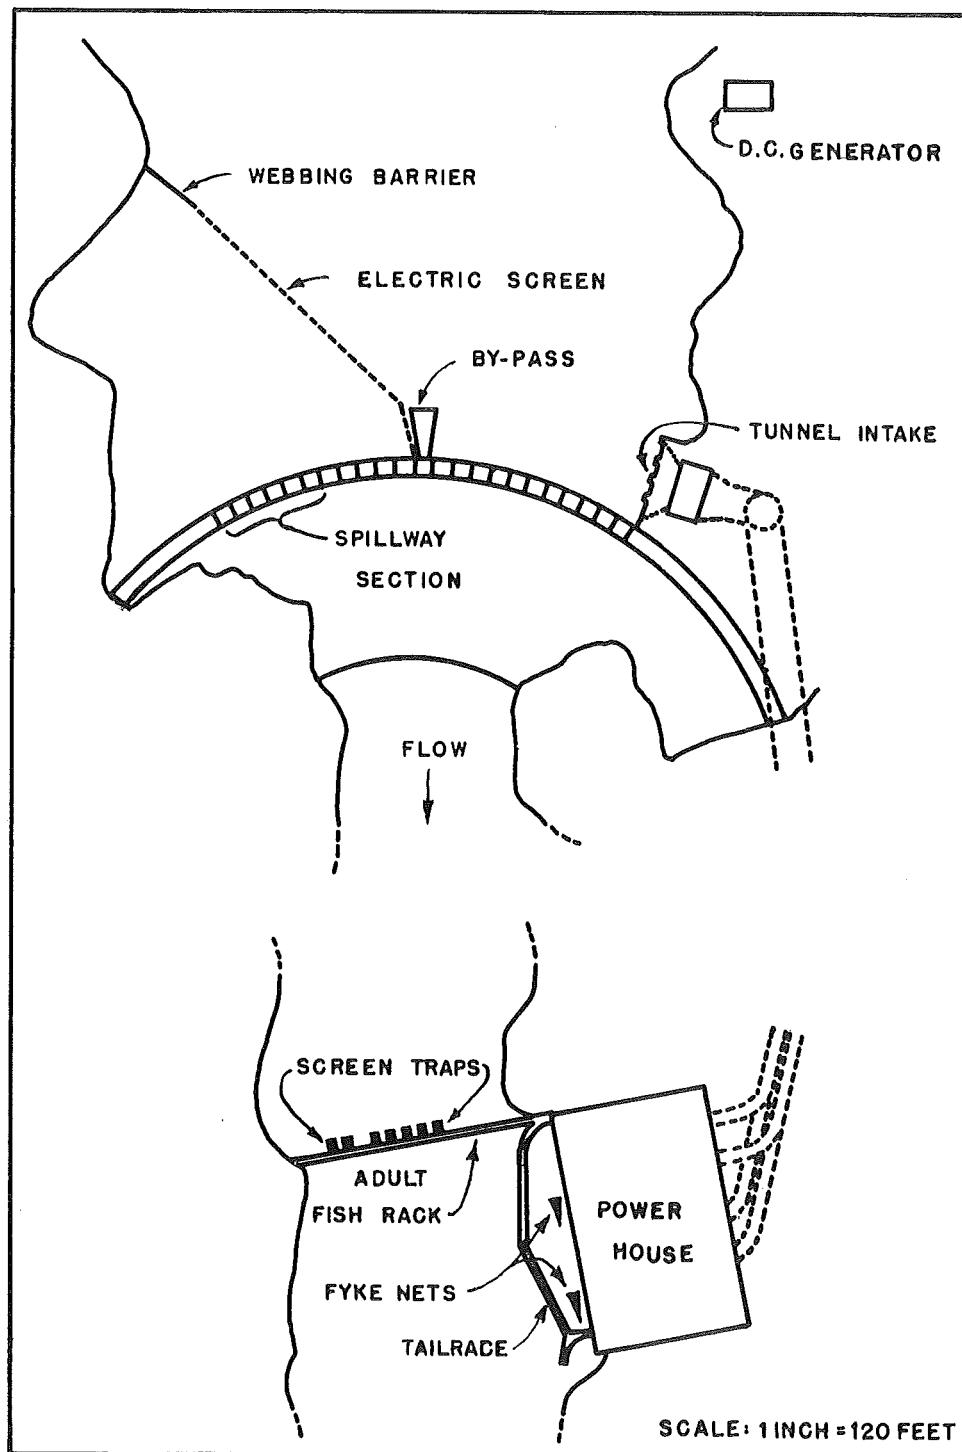 D.C.GENERATOR
WEBBING BARRIER
ELECTRIC SCREEN
BY-PASS
TUNNEL INTAKE
SPILLWAY
SECTION
FLOW
SCREEN TRAPS
ADULT
FISH RACK
POWER
HOUSE
FYKE NETS
TAILRACE
SCALE: 1 INCH = 120 FEET